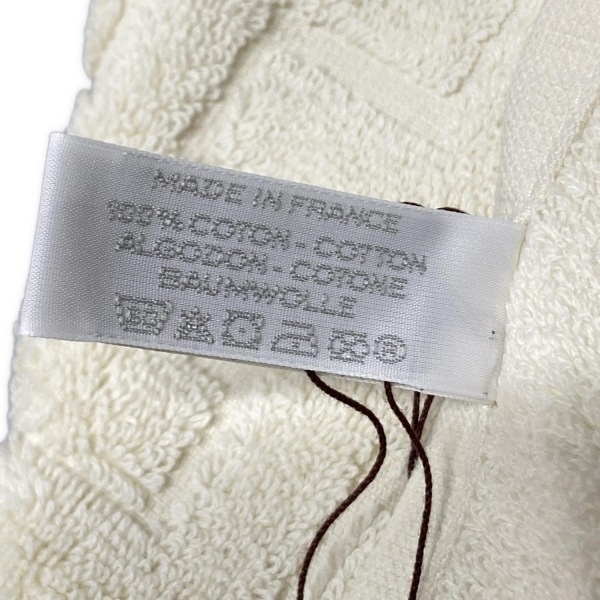 MADE IN FRANCE
100% COTON - COTTON
ALGODON - COTONE
BAUMWOLLE